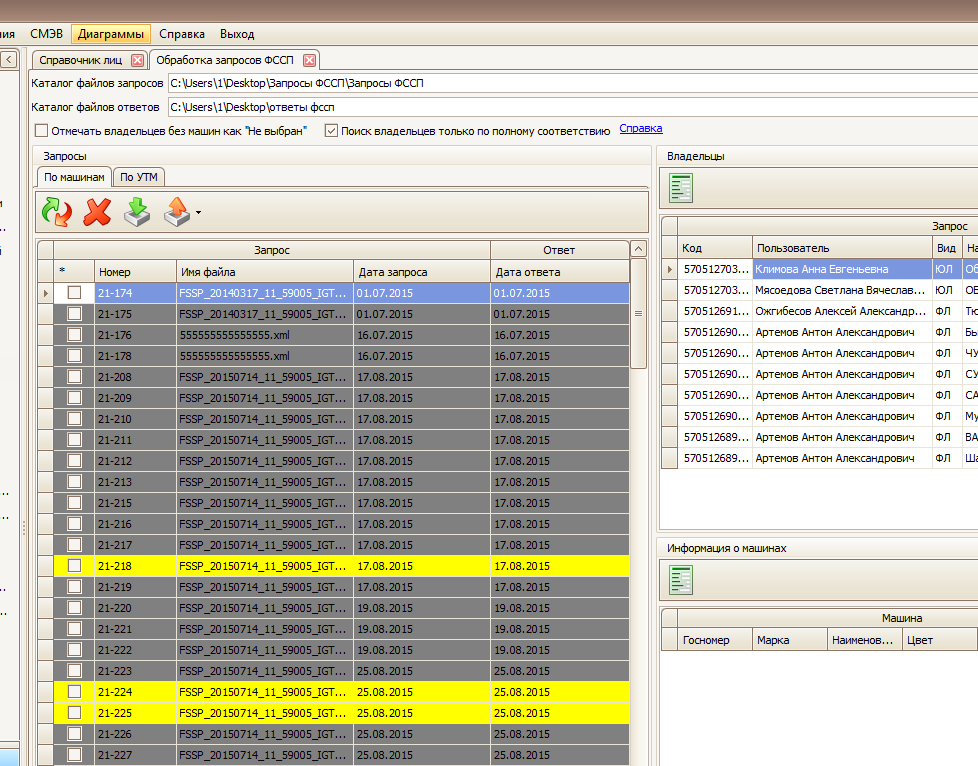 ия СМЭВ Диаграммы Справка Выход
Справочник лиц Обработка запросов ФССП
Каталог файлов запросов C:\Users\1\Desktop\Запросы ФССП\Запросы ФССП
Каталог файлов ответов C:\Users\1\Desktop\ответы фссп
Отмечать владельцев без машин как "Не выбран" Поиск владельцев только по полному соответствию Справка
Запросы
По машинам По УТМ
Запрос Ответ
* Номер Имя файла Дата запроса Дата ответа
21-174 FSSP_20140317_11_59005_IGT... 01.07.2015 01.07.2015
21-175 FSSP_20140317_11_59005_IGT... 01.07.2015 01.07.2015
21-176 555555555555555.xml 16.07.2015 16.07.2015
21-178 555555555555555.xml 16.07.2015 16.07.2015
21-208 FSSP_20150714_11_59005_IGT... 17.08.2015 17.08.2015
21-209 FSSP_20150714_11_59005_IGT... 17.08.2015 17.08.2015
21-210 FSSP_20150714_11_59005_IGT... 17.08.2015 17.08.2015
21-211 FSSP_20150714_11_59005_IGT... 17.08.2015 17.08.2015
21-212 FSSP_20150714_11_59005_IGT... 17.08.2015 17.08.2015
21-213 FSSP_20150714_11_59005_IGT... 17.08.2015 17.08.2015
21-215 FSSP_20150714_11_59005_IGT... 17.08.2015 17.08.2015
21-216 FSSP_20150714_11_59005_IGT... 17.08.2015 17.08.2015
21-217 FSSP_20150714_11_59005_IGT... 17.08.2015 17.08.2015
21-218 FSSP_20150714_11_59005_IGT... 17.08.2015 17.08.2015
21-219 FSSP_20150714_11_59005_IGT... 17.08.2015 17.08.2015
21-220 FSSP_20150714_11_59005_IGT... 19.08.2015 19.08.2015
21-221 FSSP_20150714_11_59005_IGT... 19.08.2015 19.08.2015
21-222 FSSP_20150714_11_59005_IGT... 19.08.2015 19.08.2015
21-223 FSSP_20150714_11_59005_IGT... 25.08.2015 25.08.2015
21-224 FSSP_20150714_11_59005_IGT... 25.08.2015 25.08.2015
21-225 FSSP_20150714_11_59005_IGT... 25.08.2015 25.08.2015
21-226 FSSP_20150714_11_59005_IGT... 25.08.2015 25.08.2015
21-227 FSSP_20150714_11_59005_IGT... 25.08.2015 25.08.2015
Владельцы
Запрос
Код Пользователь Вид На
570512703... Климова Анна Евгеньевна ЮЛ Об
570512703... Мясоедова Светлана Вячеслав... ЮЛ ОБ
570512691... Ожгибесов Алексей Александр... ФЛ Тю
570512690... Артемов Антон Александрович ФЛ Бы
570512690... Артемов Антон Александрович ФЛ ЧУ
570512690... Артемов Антон Александрович ФЛ СУ
570512690... Артемов Антон Александрович ФЛ СА
570512690... Артемов Антон Александрович ФЛ Му
570512689... Артемов Антон Александрович ФЛ ВА
570512689... Артемов Антон Александрович ФЛ Ша
Информация о машинах
Машина
Госномер Марка Наименов... Цвет